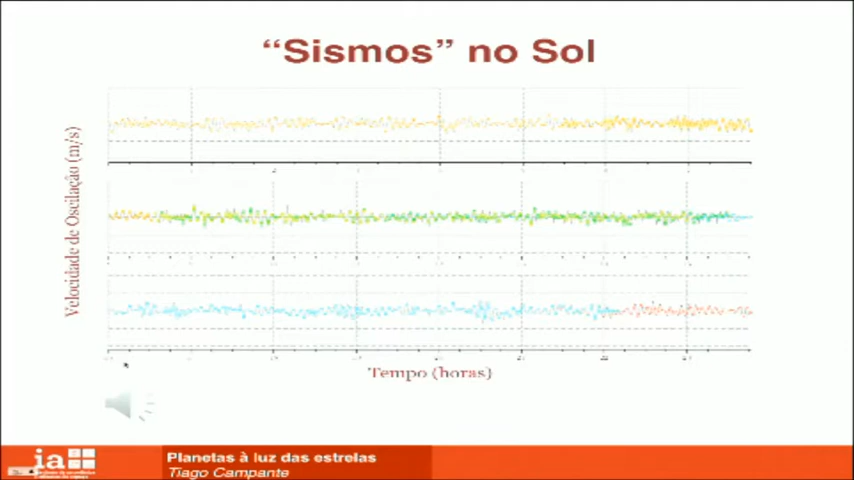 “Sismos” no Sol
Velocidade de Oscilação (m/s)
Tempo (horas)
ia
Planetas à luz das estrelas
Tiago Campante